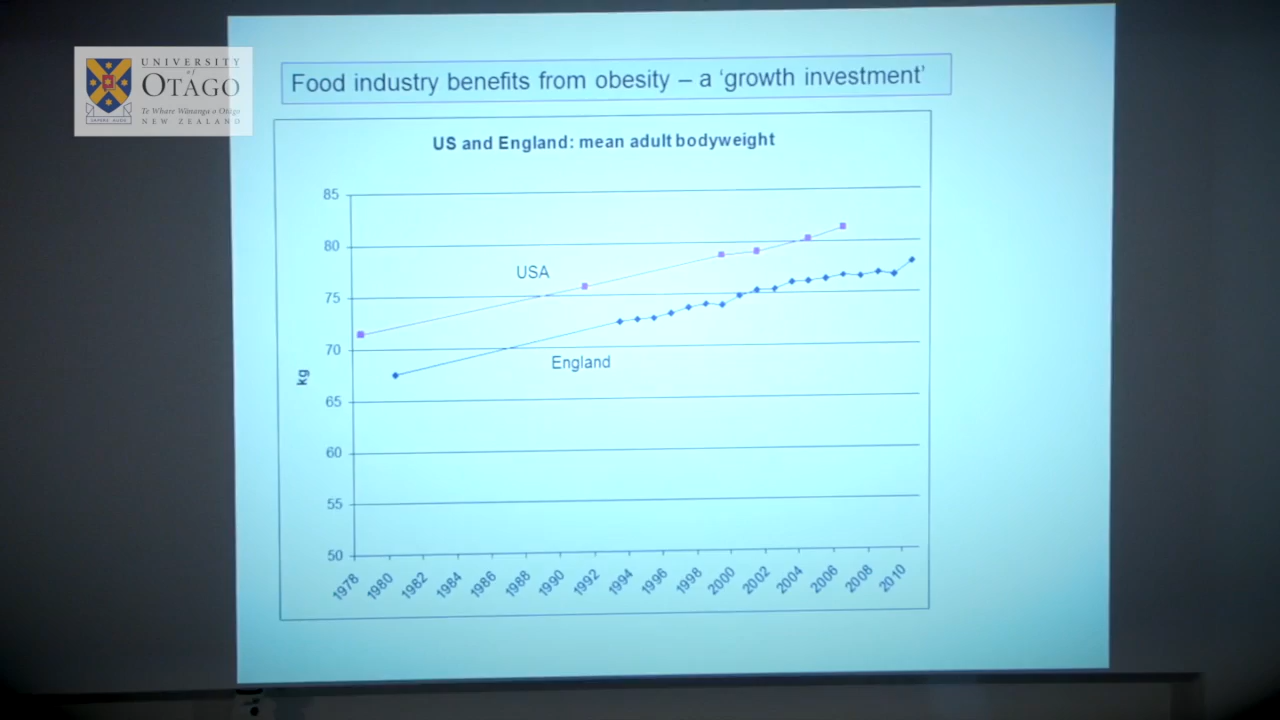 UNIVERSITY
of
OTAGO
Te Whare Wānanga o Otāgo
NEW ZEALAND
SAPERE AUDE
Food industry benefits from obesity – a ‘growth investment’
US and England: mean adult bodyweight
85
80
USA
75
70
England
kg
65
60
55
50
1978 1980 1982 1984 1986 1988 1990 1992 1994 1996 1998 2000 2002 2004 2006 2008 2010